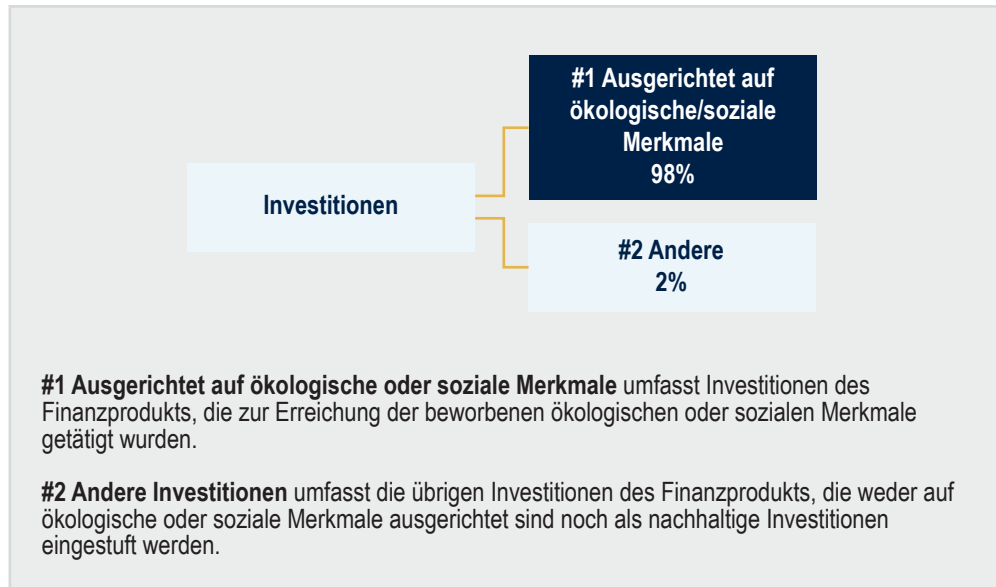 #1 Ausgerichtet auf
ökologische/soziale
Merkmale
98%
Investitionen
#2 Andere
2%
#1 Ausgerichtet auf ökologische oder soziale Merkmale umfasst Investitionen des
Finanzprodukts, die zur Erreichung der beworbenen ökologischen oder sozialen Merkmale
getätigt wurden.
#2 Andere Investitionen umfasst die übrigen Investitionen des Finanzprodukts, die weder auf
ökologische oder soziale Merkmale ausgerichtet sind noch als nachhaltige Investitionen
eingestuft werden.